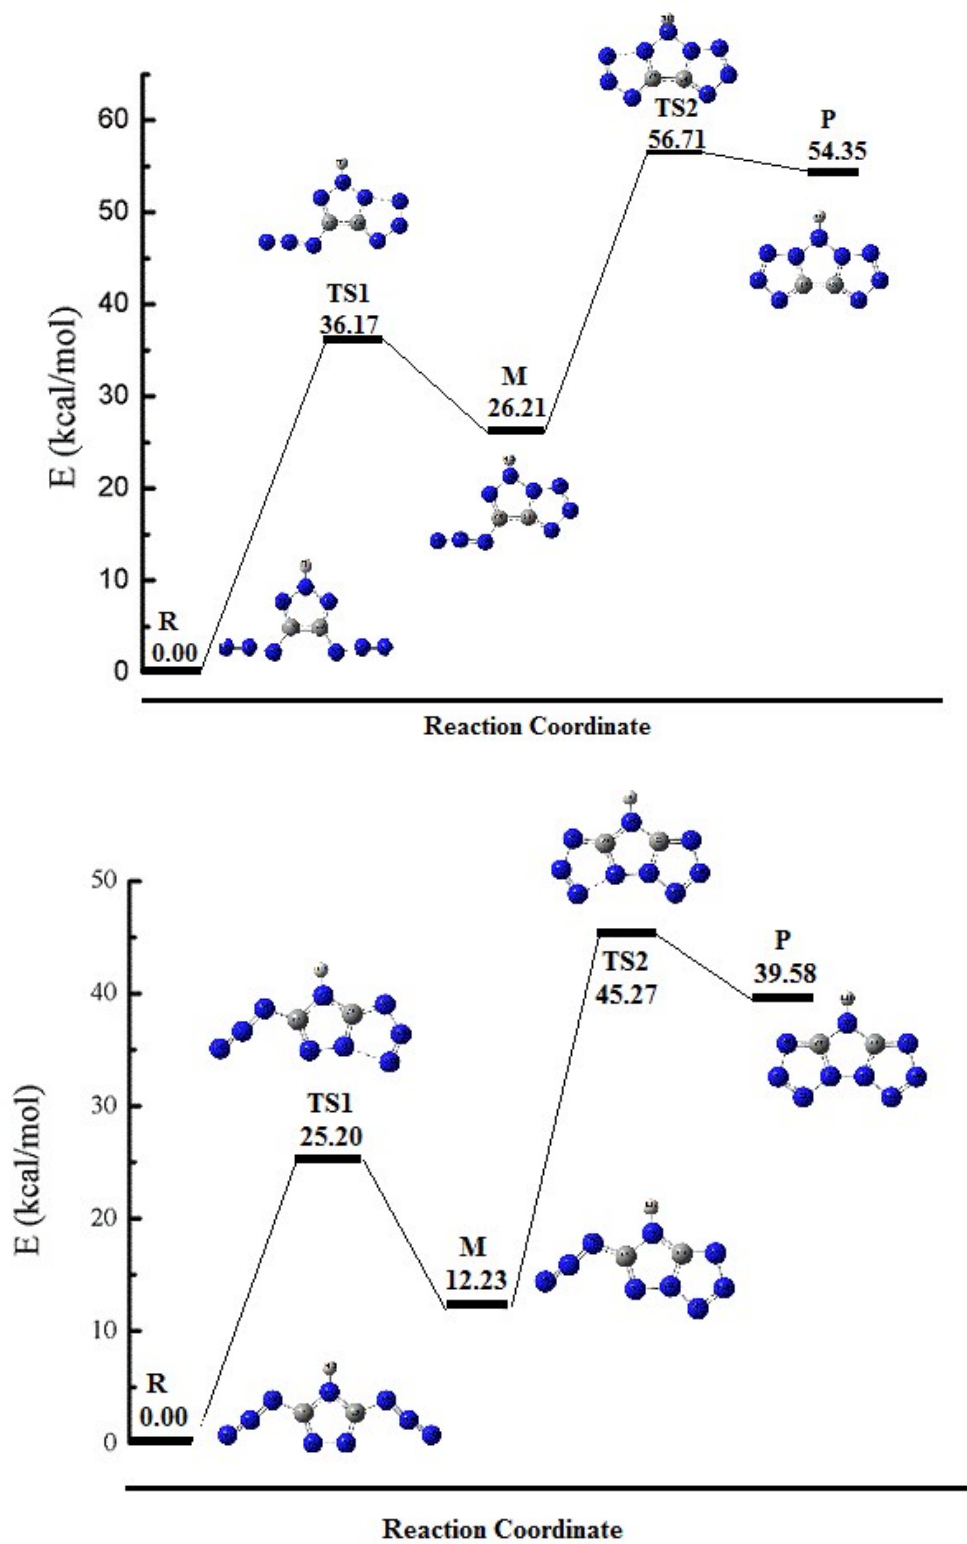 TS2
56.71
P
54.35
60
50
TS1
36.17
40
M
26.21
30
20
10
R
0.00
0
E (kcal/mol)
Reaction Coordinate
50
TS2
45.27
P
39.58
40
TS1
25.20
30
M
12.23
20
10
R
0.00
0
E (kcal/mol)
Reaction Coordinate